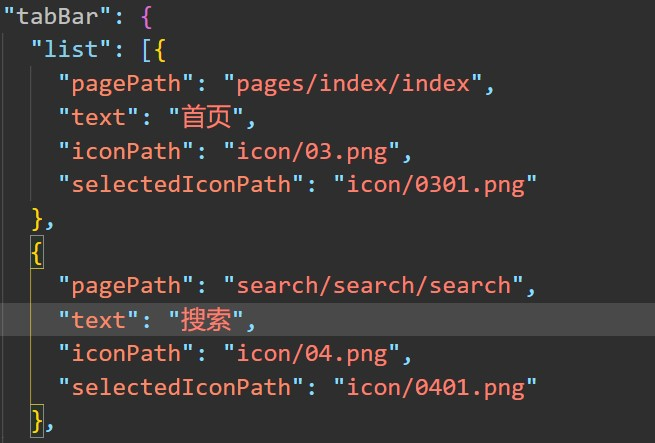 "tabBar": {
"list": [{
"pagePath": "pages/index/index",
"text": "首页",
"iconPath": "icon/03.png",
"selectedIconPath": "icon/0301.png"
},
{
"pagePath": "search/search/search",
"text": "搜索",
"iconPath": "icon/04.png",
"selectedIconPath": "icon/0401.png"
},